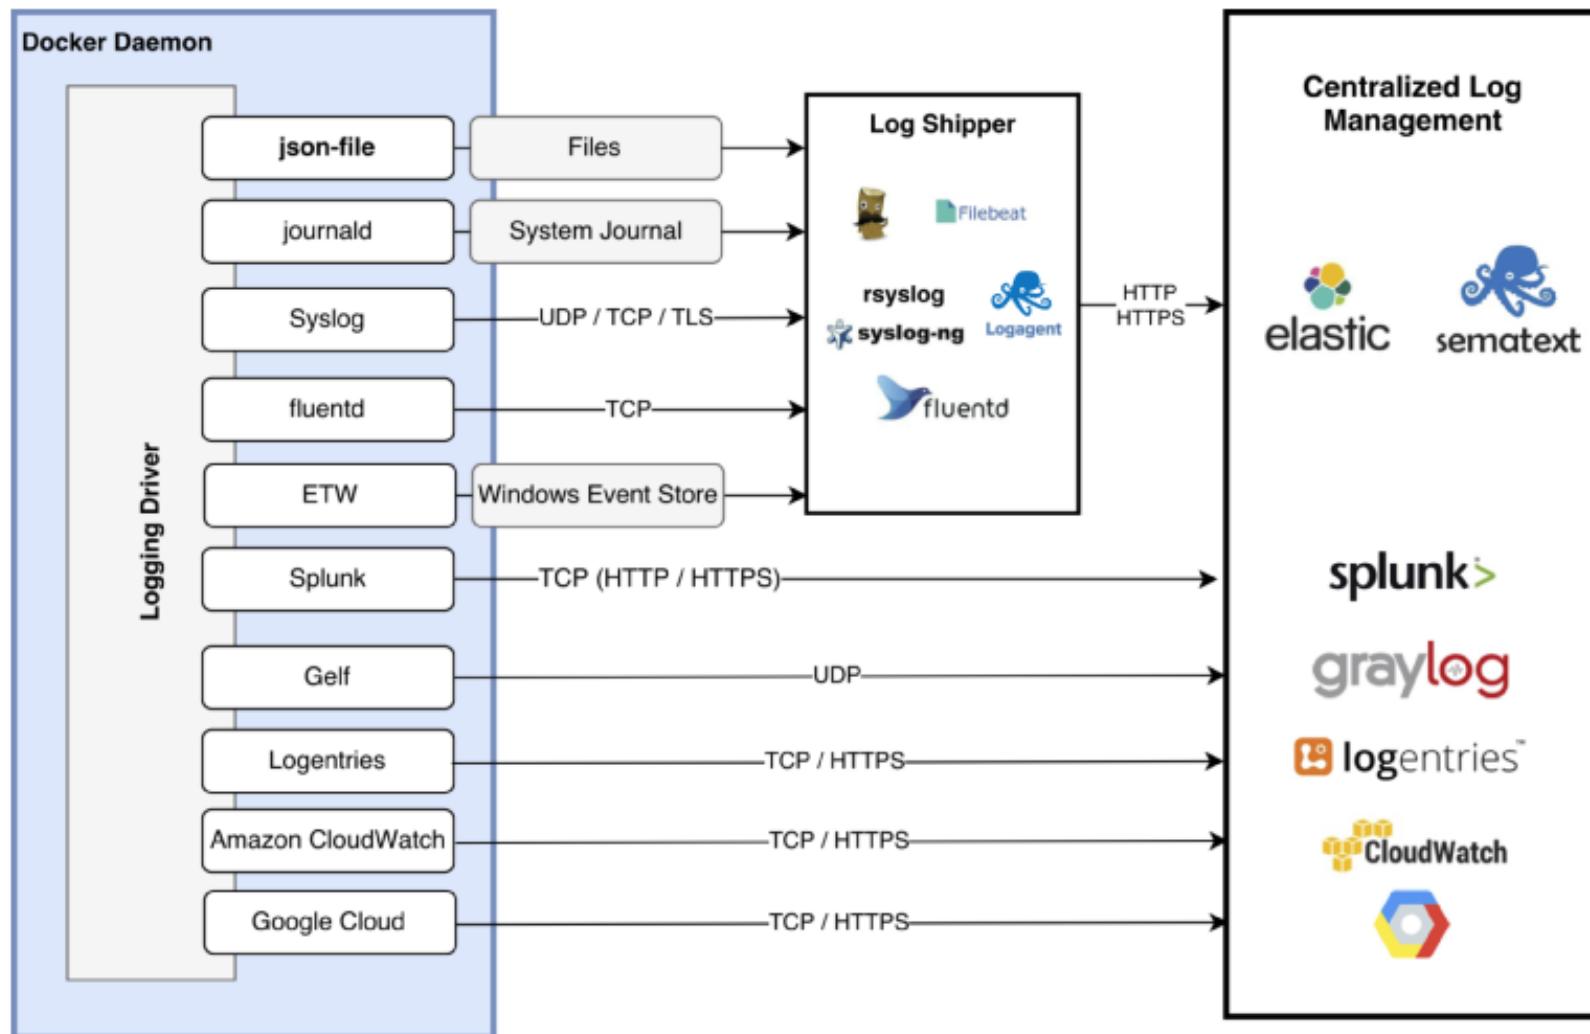 Docker Daemon
Logging Driver
json-file
Files
journald
System Journal
Syslog
UDP / TCP / TLS
fluentd
TCP
ETW
Windows Event Store
Splunk
TCP (HTTP / HTTPS)
Gelf
UDP
Logentries
TCP / HTTPS
Amazon CloudWatch
TCP / HTTPS
Google Cloud
TCP / HTTPS
Log Shipper
Filebeat
rsyslog
syslog-ng
Logagent
fluentd
HTTP
HTTPS
Centralized Log
Management
elastic
sematext
splunk>
graylog
logentries™
CloudWatch